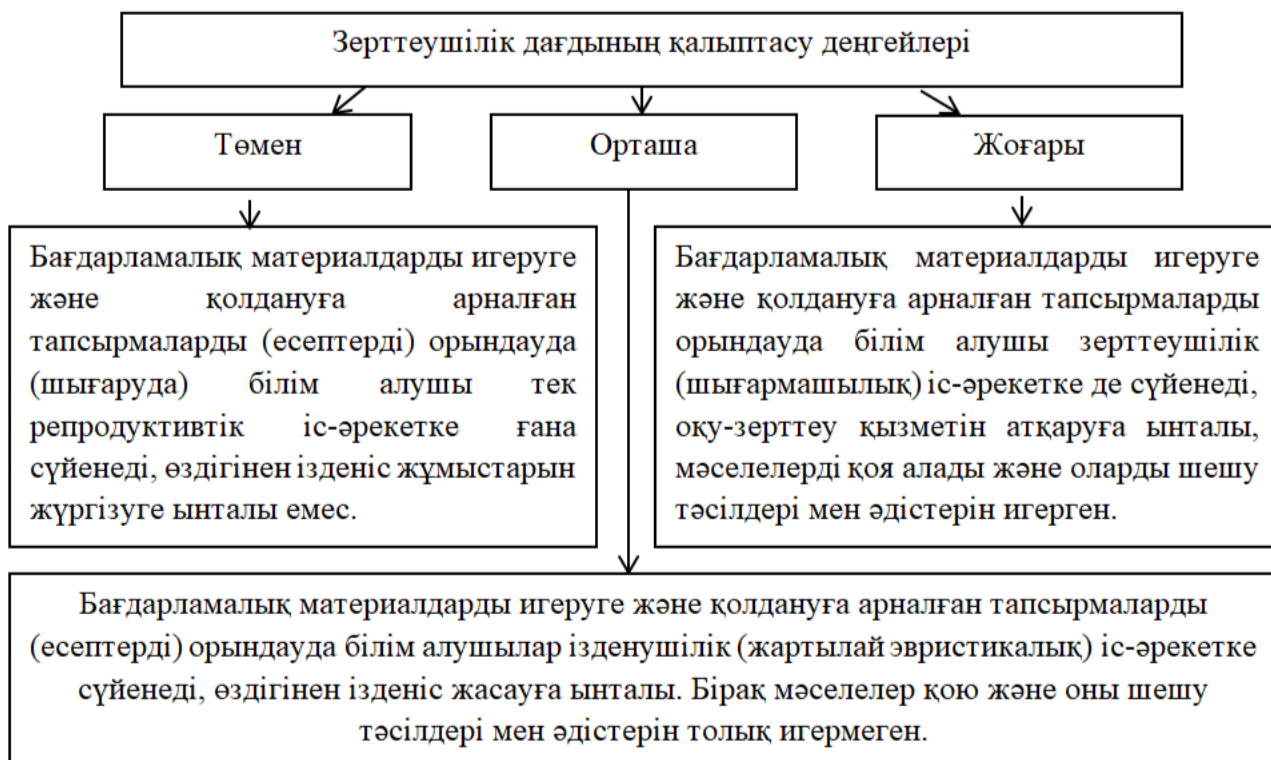 Зерттеушілік дағдының қалыптасу деңгейлері
Төмен
Орташа
Жоғары
Бағдарламалық материалдарды игеруге
және қолдануға арналған
тапсырмаларды (есептерді) орындауда
(шығаруда) білім алушы тек
репродуктивтік іс-әрекетке ғана
сүйенеді, өздігінен ізденіс жұмыстарын
жүргізуге ынталы емес.
Бағдарламалық материалдарды игеруге
және қолдануға арналған тапсырмаларды
орындауда білім алушы зерттеушілік
(шығармашылық) іс-әрекетке де сүйенеді,
оқу-зерттеу қызметін атқаруға ынталы,
мәселелерді қоя алады және оларды шешу
тәсілдері мен әдістерін игерген.
Бағдарламалық материалдарды игеруге және қолдануға арналған тапсырмаларды
(есептерді) орындауда білім алушылар ізденушілік (жартылай эвристикалық) іс-әрекетке
сүйенеді, өздігінен ізденіс жасауға ынталы. Бірақ мәселелер қою және оны шешу
тәсілдері мен әдістерін толық игермеген.